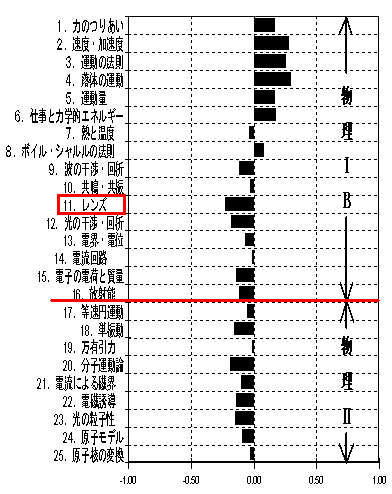 1. 力のつりあい
2. 速度・加速度
3. 運動の法則
4. 落体の運動
5. 運動量
6. 仕事と力学的エネルギー
7. 熱と温度
8. ボイル・シャルルの法則
9. 波の干渉・回折
10. 共鳴・共振
11. レンズ
12. 光の干渉・回折
13. 電界・電位
14. 電流回路
15. 電子の電荷と質量
16. 放射能
17. 等速円運動
18. 単振動
19. 万有引力
20. 分子運動論
21. 電流による磁界
22. 電磁誘導
23. 光の粒子性
24. 原子モデル
25. 原子核の変換
物理ⅠB
物理Ⅱ
-1.00 -0.50 0.00 0.50 1.00